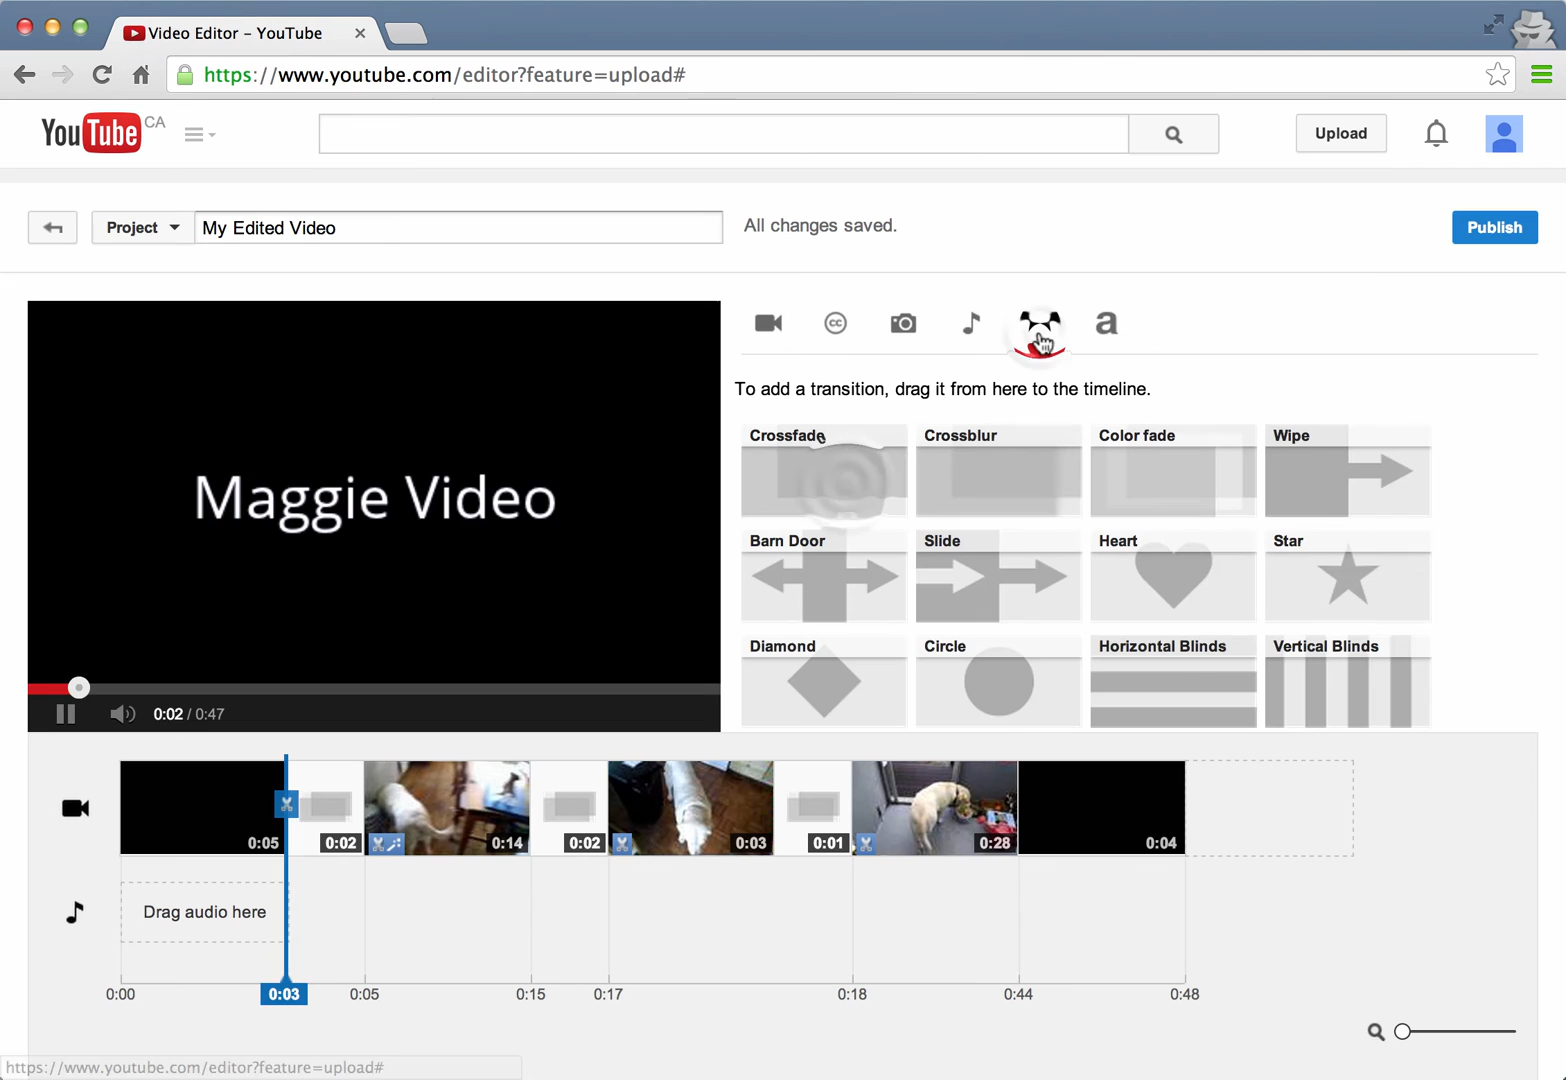 Video Editor – YouTube
https://www.youtube.com/editor?feature=upload#
YouTube CA
Upload
Project
My Edited Video
All changes saved.
Publish
cc
a
To add a transition, drag it from here to the timeline.
Crossfade
Crossblur
Color fade
Wipe
Barn Door
Slide
Heart
Star
Diamond
Circle
Horizontal Blinds
Vertical Blinds
Maggie Video
0:02 / 0:47
0:05
0:02
0:14
0:02
0:03
0:01
0:28
0:04
Drag audio here
0:00
0:03
0:05
0:15
0:17
0:18
0:44
0:48
https://www.youtube.com/editor?feature=upload#